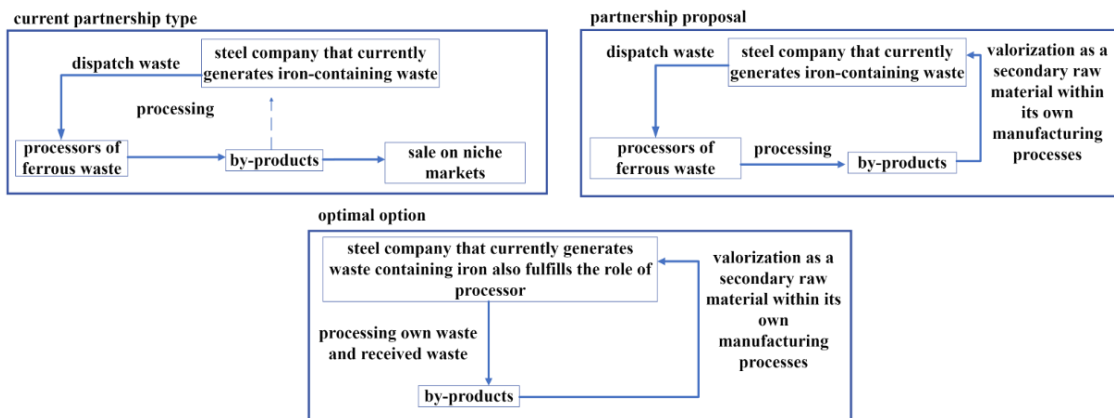 current partnership type
steel company that currently
generates iron-containing waste
dispatch waste
processing
processors of
ferrous waste
by-products
sale on niche
markets
partnership proposal
dispatch waste
steel company that currently
generates iron-containing waste
valorization as a
secondary raw
material within
its own
manufacturing
processes
processors of
ferrous waste
processing
by-products
optimal option
steel company that currently generates
waste containing iron also fulfills the role of
processor
valorization as a
secondary raw
material within its
own
manufacturing
processes
processing own waste
and received waste
by-products